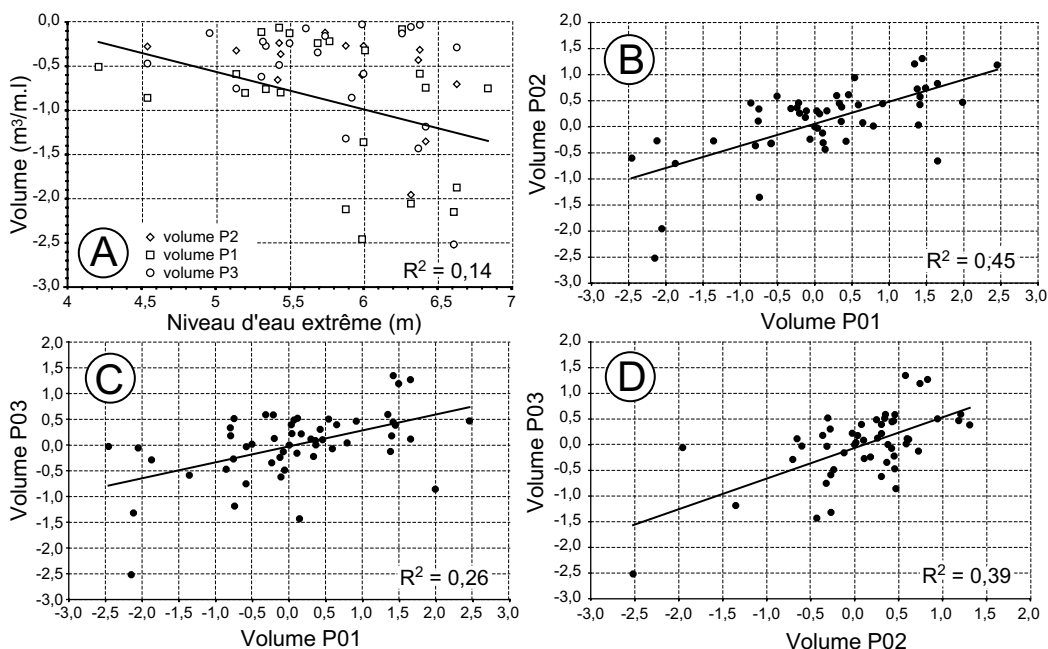 0,0
-0,5
-1,0
-1,5
-2,0
-2,5
-3,0
Volume (m³/m.l)
A
volume P2
volume P1
volume P3
R² = 0,14
4
4,5
5
5,5
6
6,5
7
Niveau d'eau extrême (m)
2,0
1,5
1,0
0,5
0,0
-0,5
-1,0
-1,5
-2,0
-2,5
-3,0
Volume P02
B
R² = 0,45
-3,0 -2,5 -2,0 -1,5 -1,0 -0,5 0,0 0,5 1,0 1,5 2,0 2,5 3,0
Volume P01
2,0
1,5
1,0
0,5
0,0
-0,5
-1,0
-1,5
-2,0
-2,5
-3,0
Volume P03
C
R² = 0,26
-3,0 -2,5 -2,0 -1,5 -1,0 -0,5 0,0 0,5 1,0 1,5 2,0 2,5 3,0
Volume P01
2,0
1,5
1,0
0,5
0,0
-0,5
-1,0
-1,5
-2,0
-2,5
-3,0
Volume P03
D
R² = 0,39
-3,0 -2,5 -2,0 -1,5 -1,0 -0,5 0,0 0,5 1,0 1,5 2,0
Volume P02